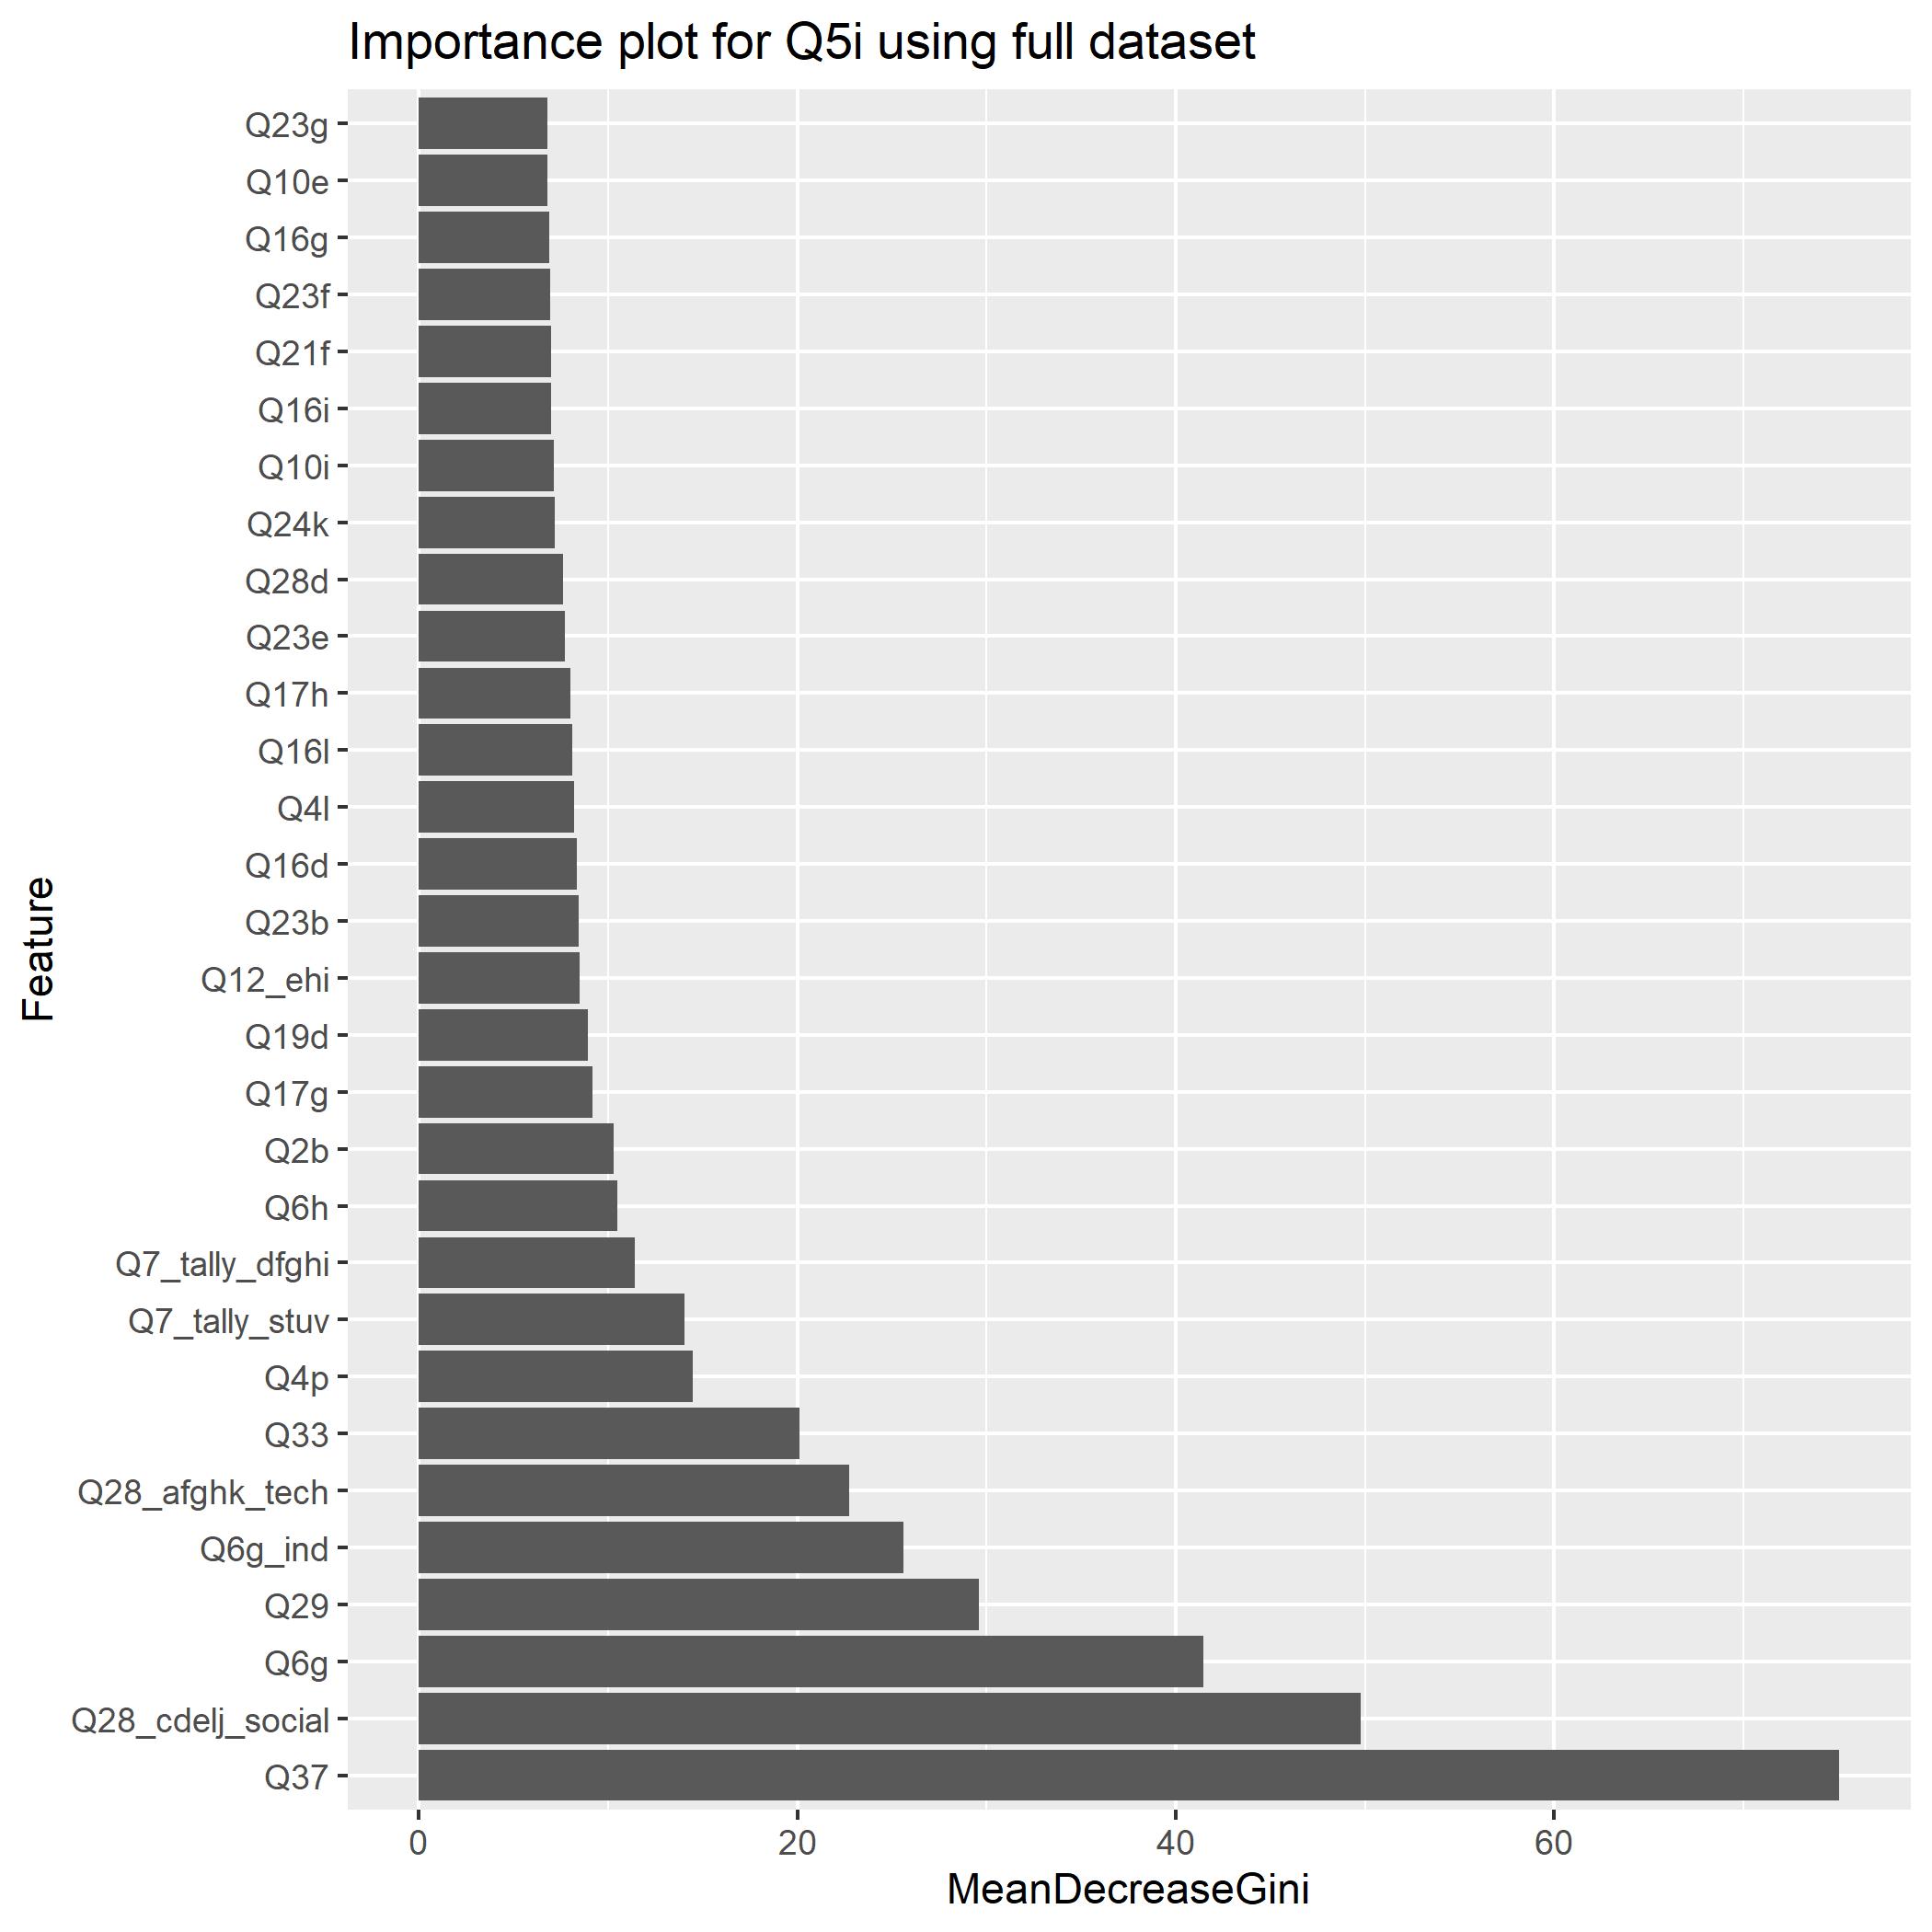 Importance plot for Q5i using full dataset
Feature
Q23g
Q10e
Q16g
Q23f
Q21f
Q16i
Q10i
Q24k
Q28d
Q23e
Q17h
Q16l
Q4l
Q16d
Q23b
Q12_ehi
Q19d
Q17g
Q2b
Q6h
Q7_tally_dfghi
Q7_tally_stuv
Q4p
Q33
Q28_afghk_tech
Q6g_ind
Q29
Q6g
Q28_cdelj_social
Q37
0 20 40 60
MeanDecreaseGini